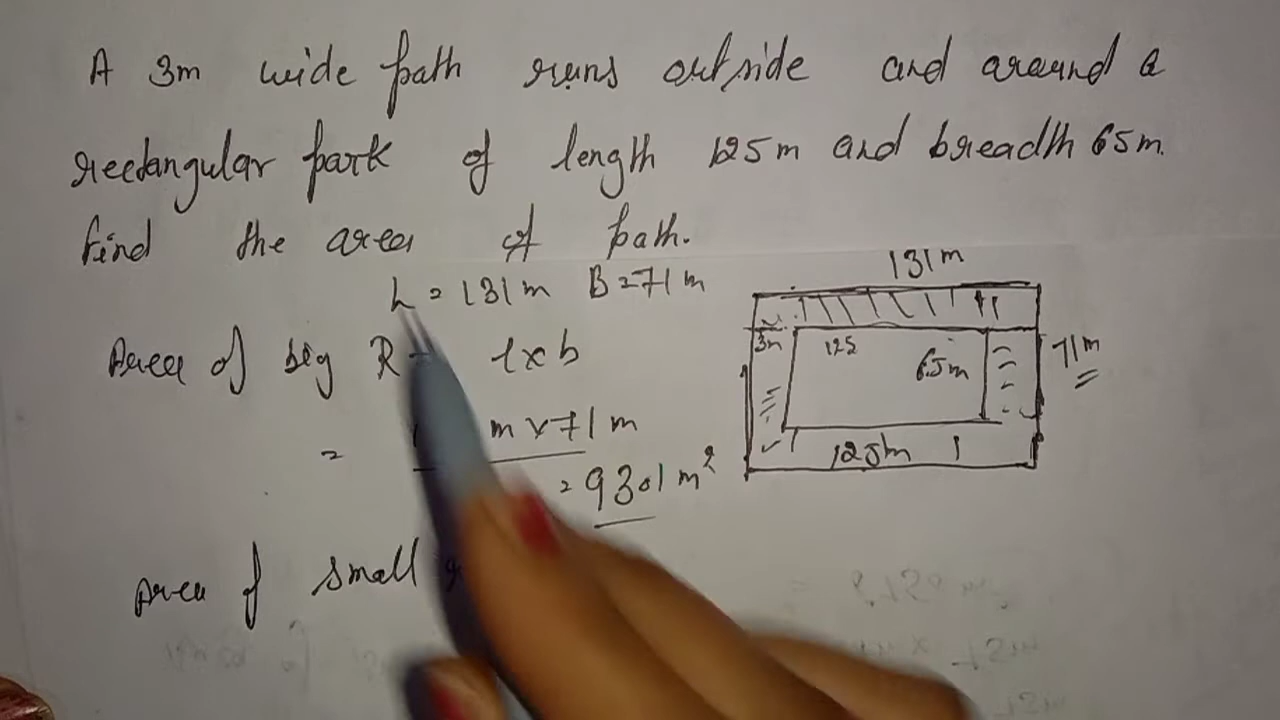 A 3m wide path runs outside and around a
rectangular park of length 125m and breadth 65m.
find the area of path.
L = 131m B = 71m
Area of big R = l x b
= m x 71 m
= 9301 m²
Area of small
131m
3m 125 65m 71m
125m